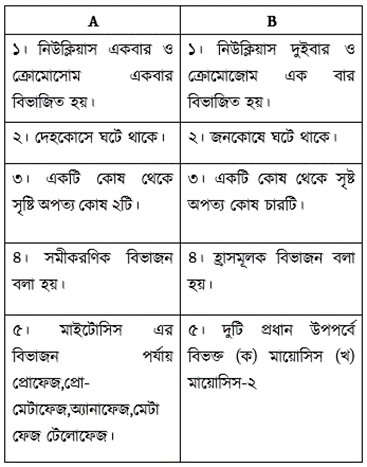 A
B
১। নিউক্লিয়াস একবার ও
ক্রোমোসোম একবার
বিভাজিত হয়।
১। নিউক্লিয়াস দুইবার ও
ক্রোমোজোম এক বার
বিভাজিত হয়।
২। দেহকোসে ঘটে থাকে।
২। জনকোষে ঘটে থাকে।
৩। একটি কোষ থেকে
সৃষ্টি অপত্য কোষ ২টি।
৩। একটি কোষ থেকে সৃষ্ট
অপত্য কোষ চারটি।
৪। সমীকরণিক বিভাজন
বলা হয়।
৪। হ্রাসমূলক বিভাজন বলা
হয়।
৫। মাইটোসিস এর
বিভাজন পর্যায়
প্রোফেজ,প্রো-
মেটাফেজ,অ্যানাফেজ,মেটা
ফেজ টেলোফেজ।
৫। দুটি প্রধান উপপর্বে
বিভক্ত (ক) মায়োসিস (খ)
মায়োসিস-২